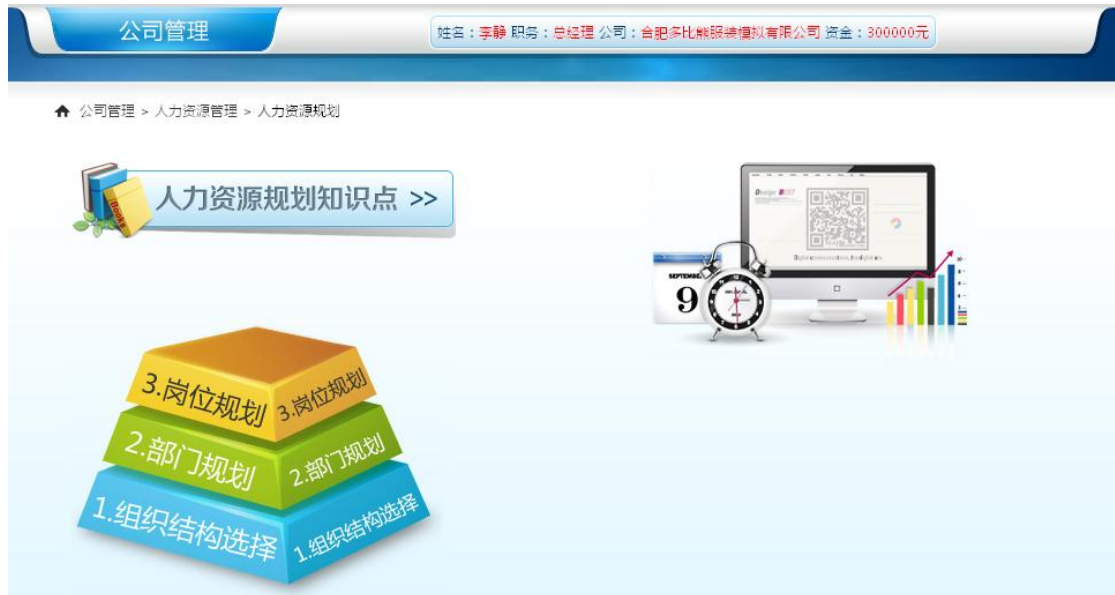 公司管理
姓名：李静 职务：总经理 公司：合肥多比熊服装模拟有限公司 资金：300000元
公司管理 > 人力资源管理 > 人力资源规划
人力资源规划知识点 >>
Books
SEPTEMBER
9
3.岗位规划 3.岗位规划
2.部门规划 2.部门规划
1.组织结构选择 1.组织结构选择